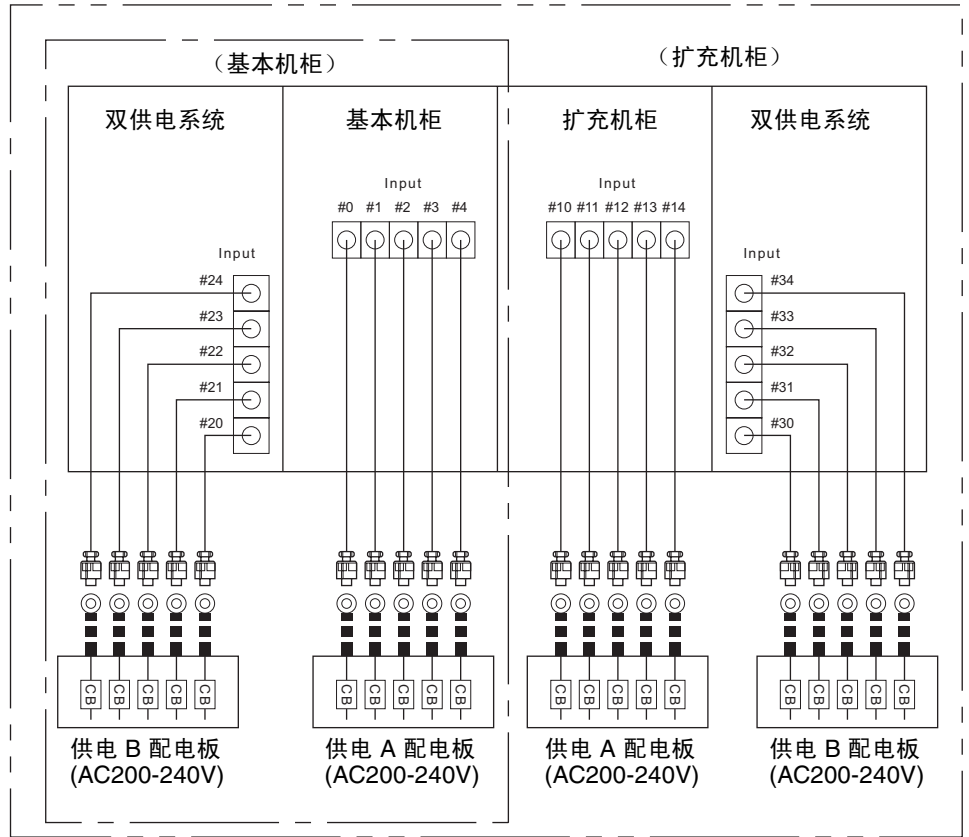 （基本机柜）
（扩充机柜）
双供电系统
基本机柜
扩充机柜
双供电系统
Input
#0 #1 #2 #3 #4
Input
#10 #11 #12 #13 #14
Input
#24
#23
#22
#21
#20
Input
#34
#33
#32
#31
#30
CB CB CB CB CB
CB CB CB CB CB
CB CB CB CB CB
CB CB CB CB CB
供电 B 配电板
(AC200-240V)
供电 A 配电板
(AC200-240V)
供电 A 配电板
(AC200-240V)
供电 B 配电板
(AC200-240V)